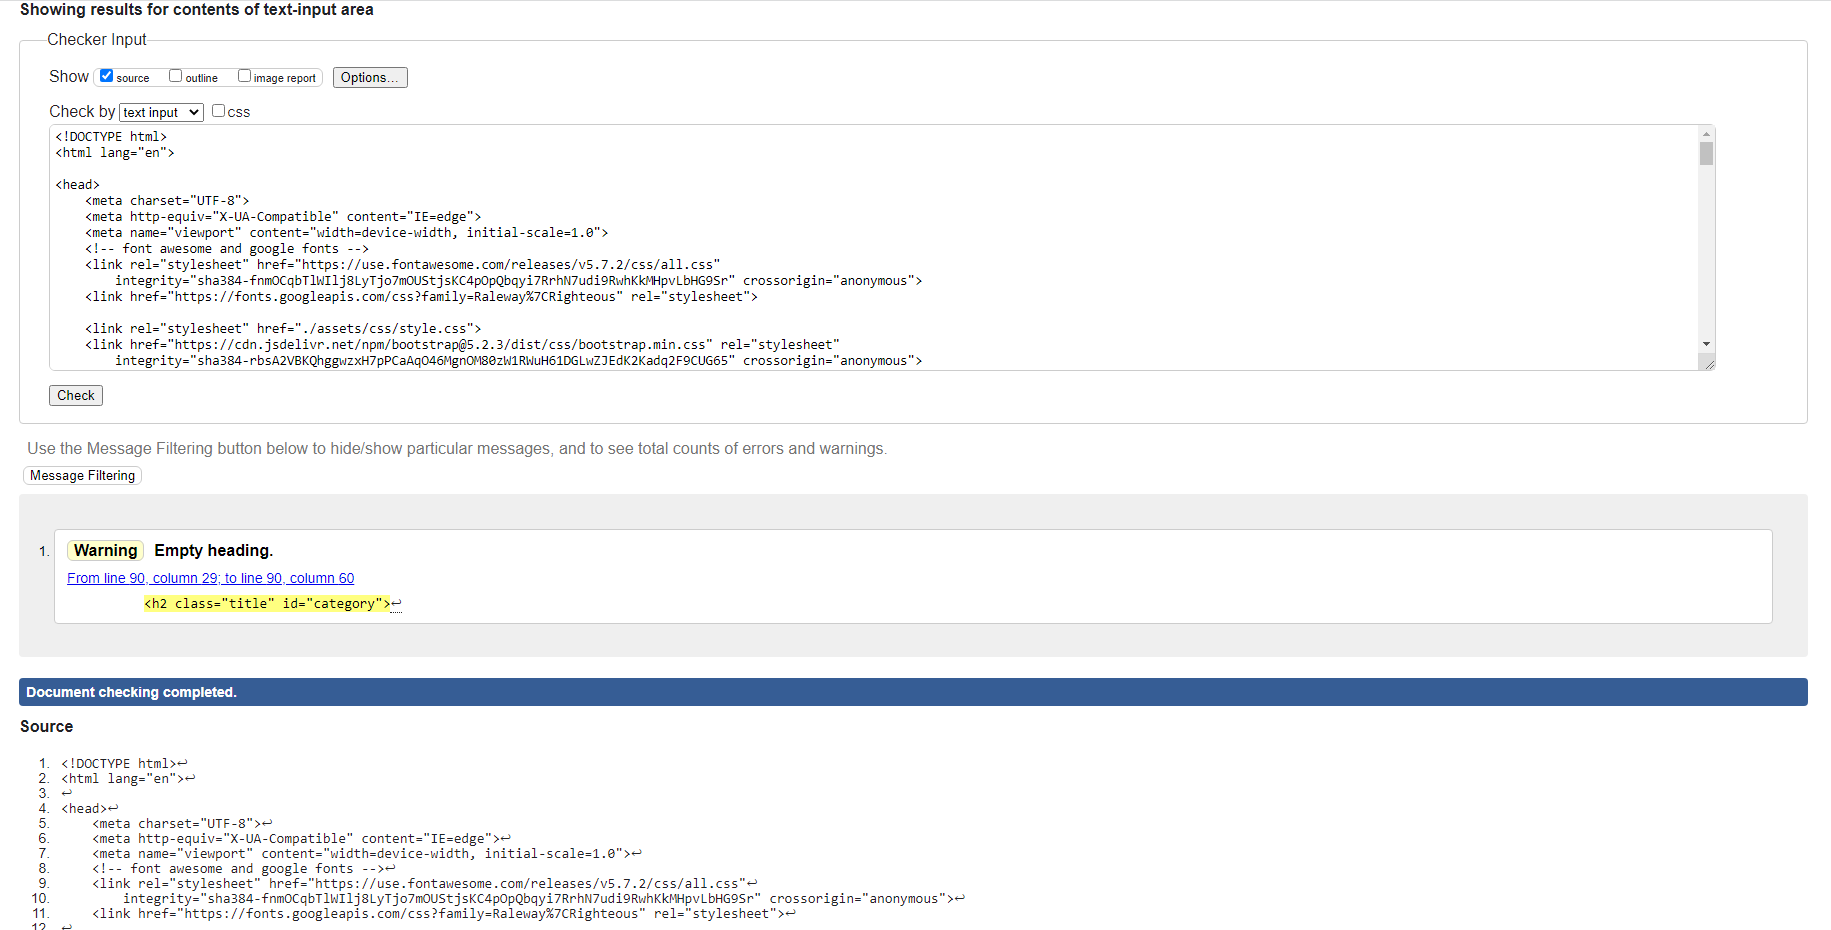 Showing results for contents of text-input area
Checker Input
Show source outline image report Options...
Check by text input css
<!DOCTYPE html>
<html lang="en">
<head>
<meta charset="UTF-8">
<meta http-equiv="X-UA-Compatible" content="IE=edge">
<meta name="viewport" content="width=device-width, initial-scale=1.0">
<!-- font awesome and google fonts -->
<link rel="stylesheet" href="https://use.fontawesome.com/releases/v5.7.2/css/all.css"
integrity="sha384-fnmOCqbTlWIlj8LyTjo7mOUStjsKC4pOpQbqyi7RrhN7udi9RwhKkMHpvLbHG9Sr" crossorigin="anonymous">
<link href="https://fonts.googleapis.com/css?family=Raleway%7CRighteous" rel="stylesheet">
<link rel="stylesheet" href="./assets/css/style.css">
<link href="https://cdn.jsdelivr.net/npm/bootstrap@5.2.3/dist/css/bootstrap.min.css" rel="stylesheet"
integrity="sha384-rbsA2VBKQhggwzxH7pPCaAqO46MgnOM80zW1RWuH61DGLwZJEdK2Kadq2F9CUG65" crossorigin="anonymous">
Check
Use the Message Filtering button below to hide/show particular messages, and to see total counts of errors and warnings.
Message Filtering
1. Warning Empty heading.
From line 90, column 29; to line 90, column 60
<h2 class="title" id="category">↩
Document checking completed.
Source
1. <!DOCTYPE html>↩
2. <html lang="en">↩
3. ↩
4. <head>↩
5. <meta charset="UTF-8">↩
6. <meta http-equiv="X-UA-Compatible" content="IE=edge">↩
7. <meta name="viewport" content="width=device-width, initial-scale=1.0">↩
8. <!-- font awesome and google fonts -->↩
9. <link rel="stylesheet" href="https://use.fontawesome.com/releases/v5.7.2/css/all.css"↩
10. integrity="sha384-fnmOCqbTlWIlj8LyTjo7mOUStjsKC4pOpQbqyi7RrhN7udi9RwhKkMHpvLbHG9Sr" crossorigin="anonymous">↩
11. <link href="https://fonts.googleapis.com/css?family=Raleway%7CRighteous" rel="stylesheet">↩
12. ↩